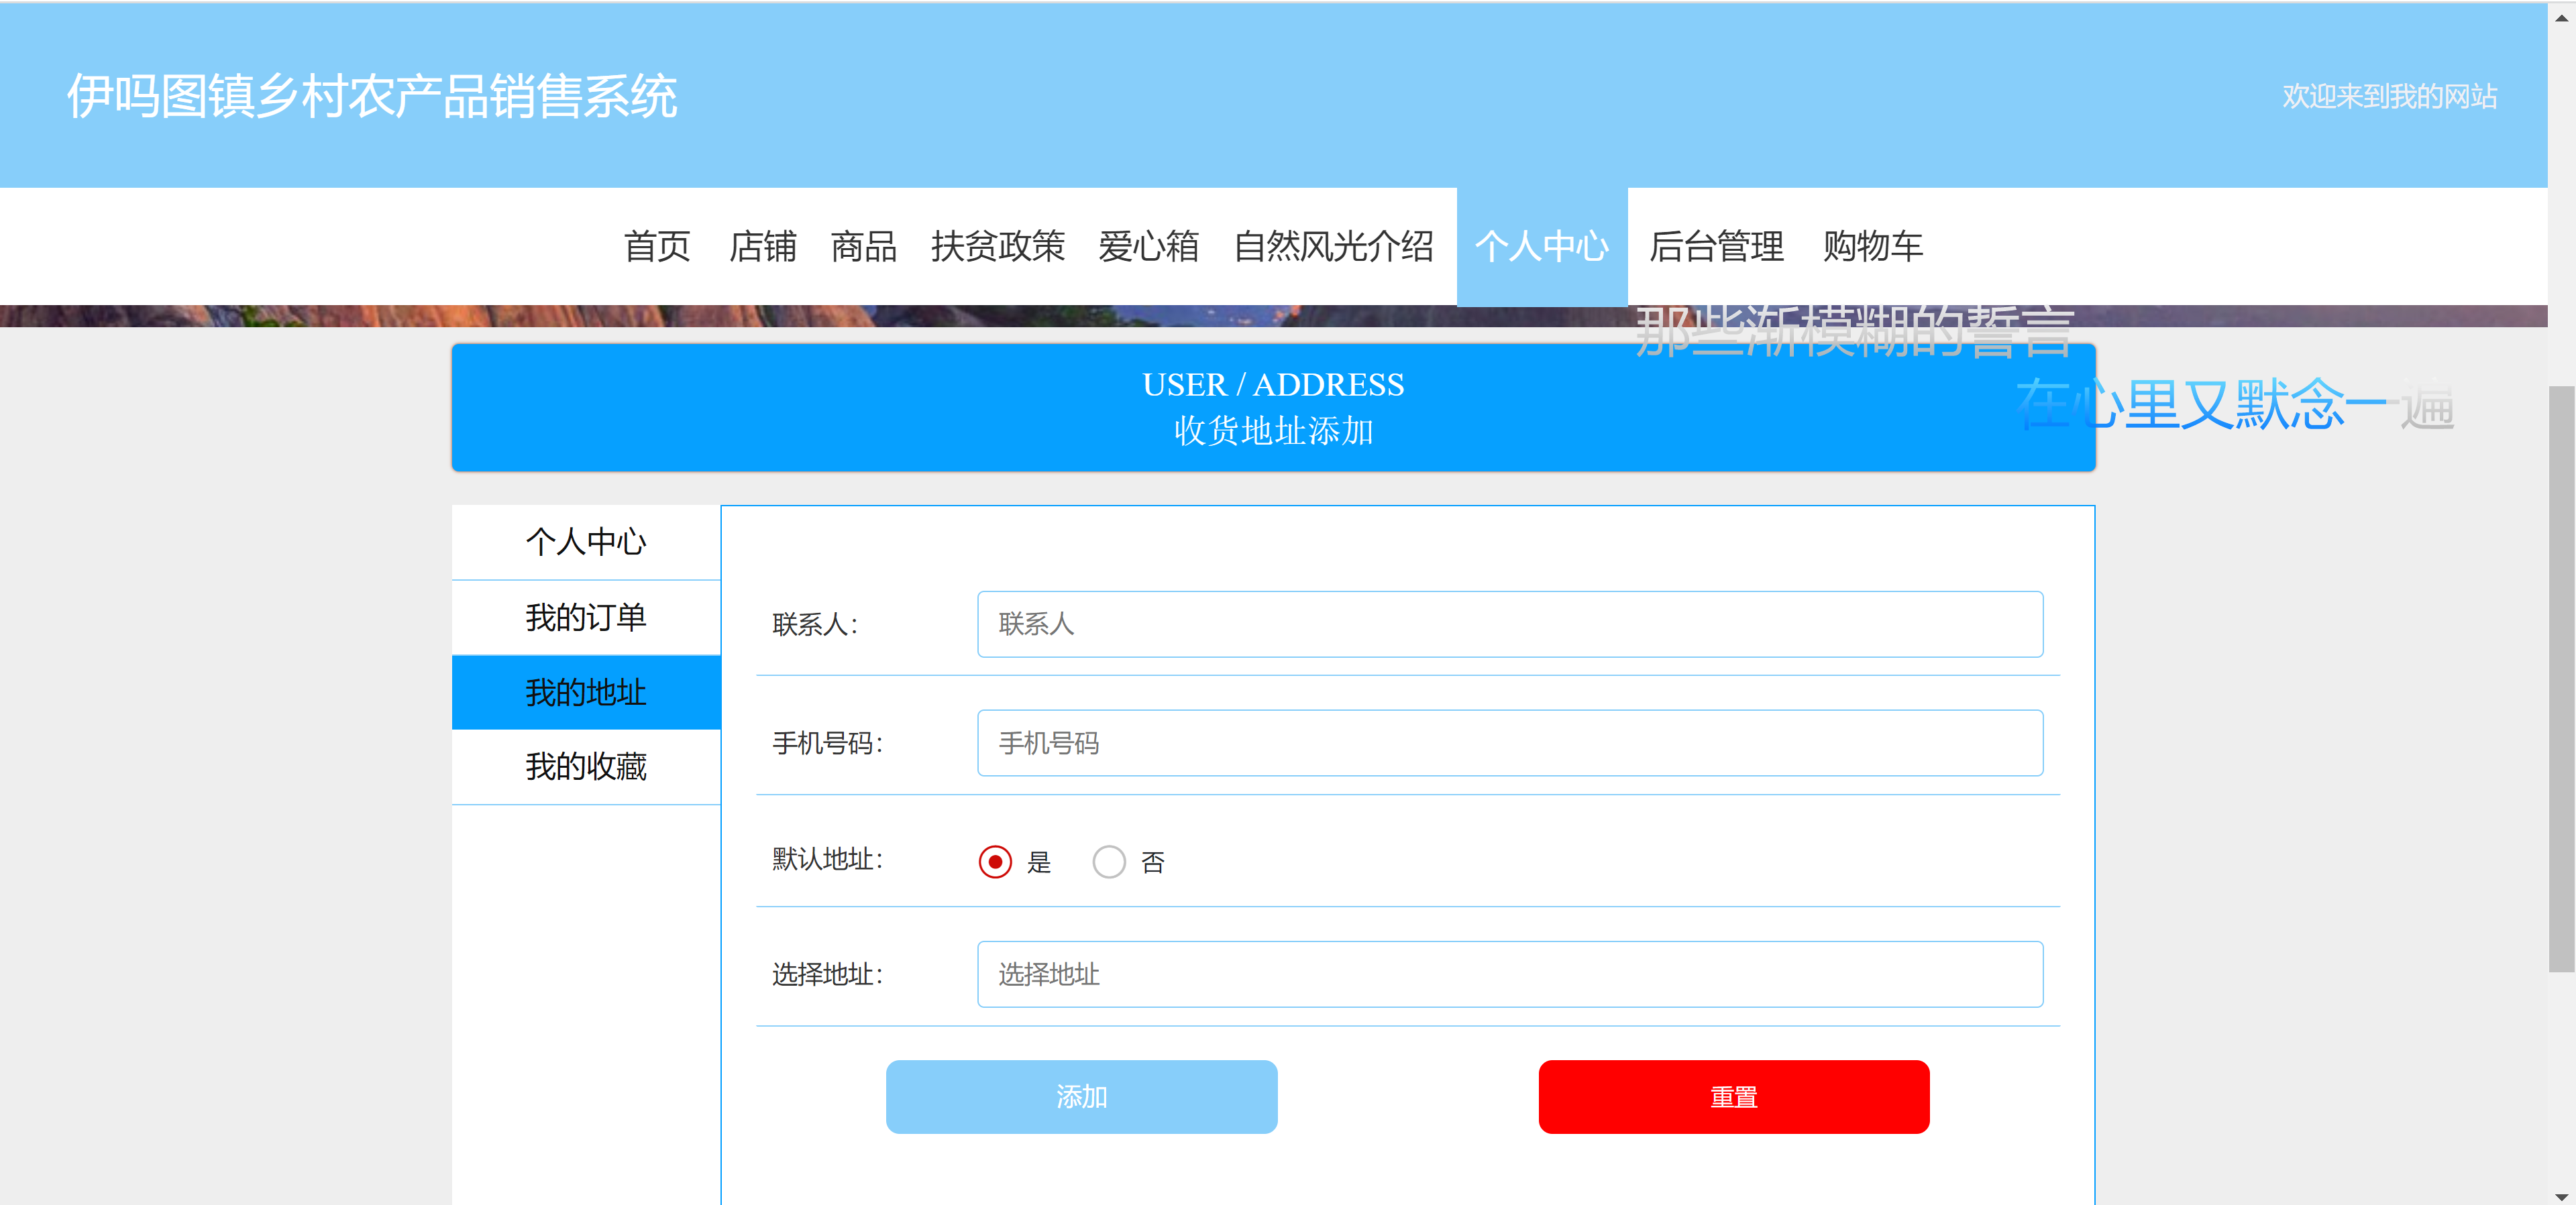 伊吗图镇乡村农产品销售系统
欢迎来到我的网站
首页 店铺 商品 扶贫政策 爱心箱 自然风光介绍 个人中心 后台管理 购物车
那些渐模糊的誓言
在心里又默念一遍
USER / ADDRESS
收货地址添加
个人中心
我的订单
我的地址
我的收藏
联系人： 联系人
手机号码： 手机号码
默认地址： 是 否
选择地址： 选择地址
添加 重置